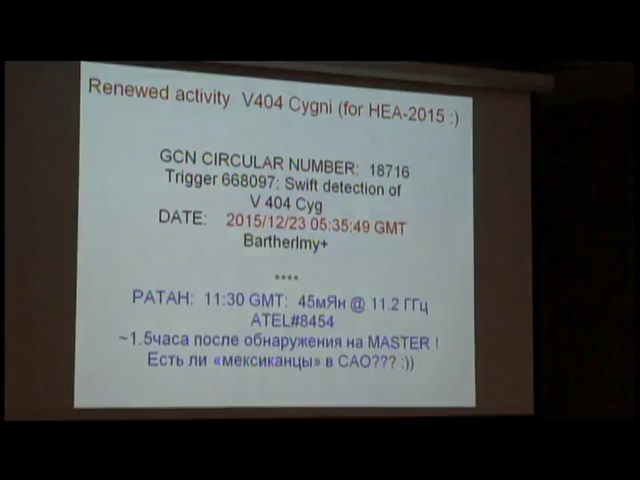 Renewed activity V404 Cygni (for HEA-2015 :)
GCN CIRCULAR NUMBER: 18716
Trigger 668097: Swift detection of
V 404 Cyg
DATE: 2015/12/23 05:35:49 GMT
Bartherlmy+
****
РАТАН: 11:30 GMT: 45мЯн @ 11.2 ГГц
ATEL#8454
~1.5часа после обнаружения на MASTER !
Есть ли «мексиканцы» в САО??? :))